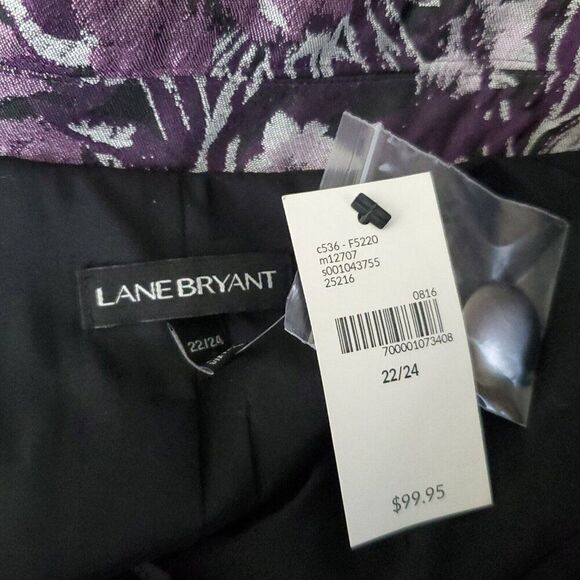 LANE BRYANT
22/24
c536 - F5220
m12707
s001043755
25216
0816
700001073408
22/24
$99.95